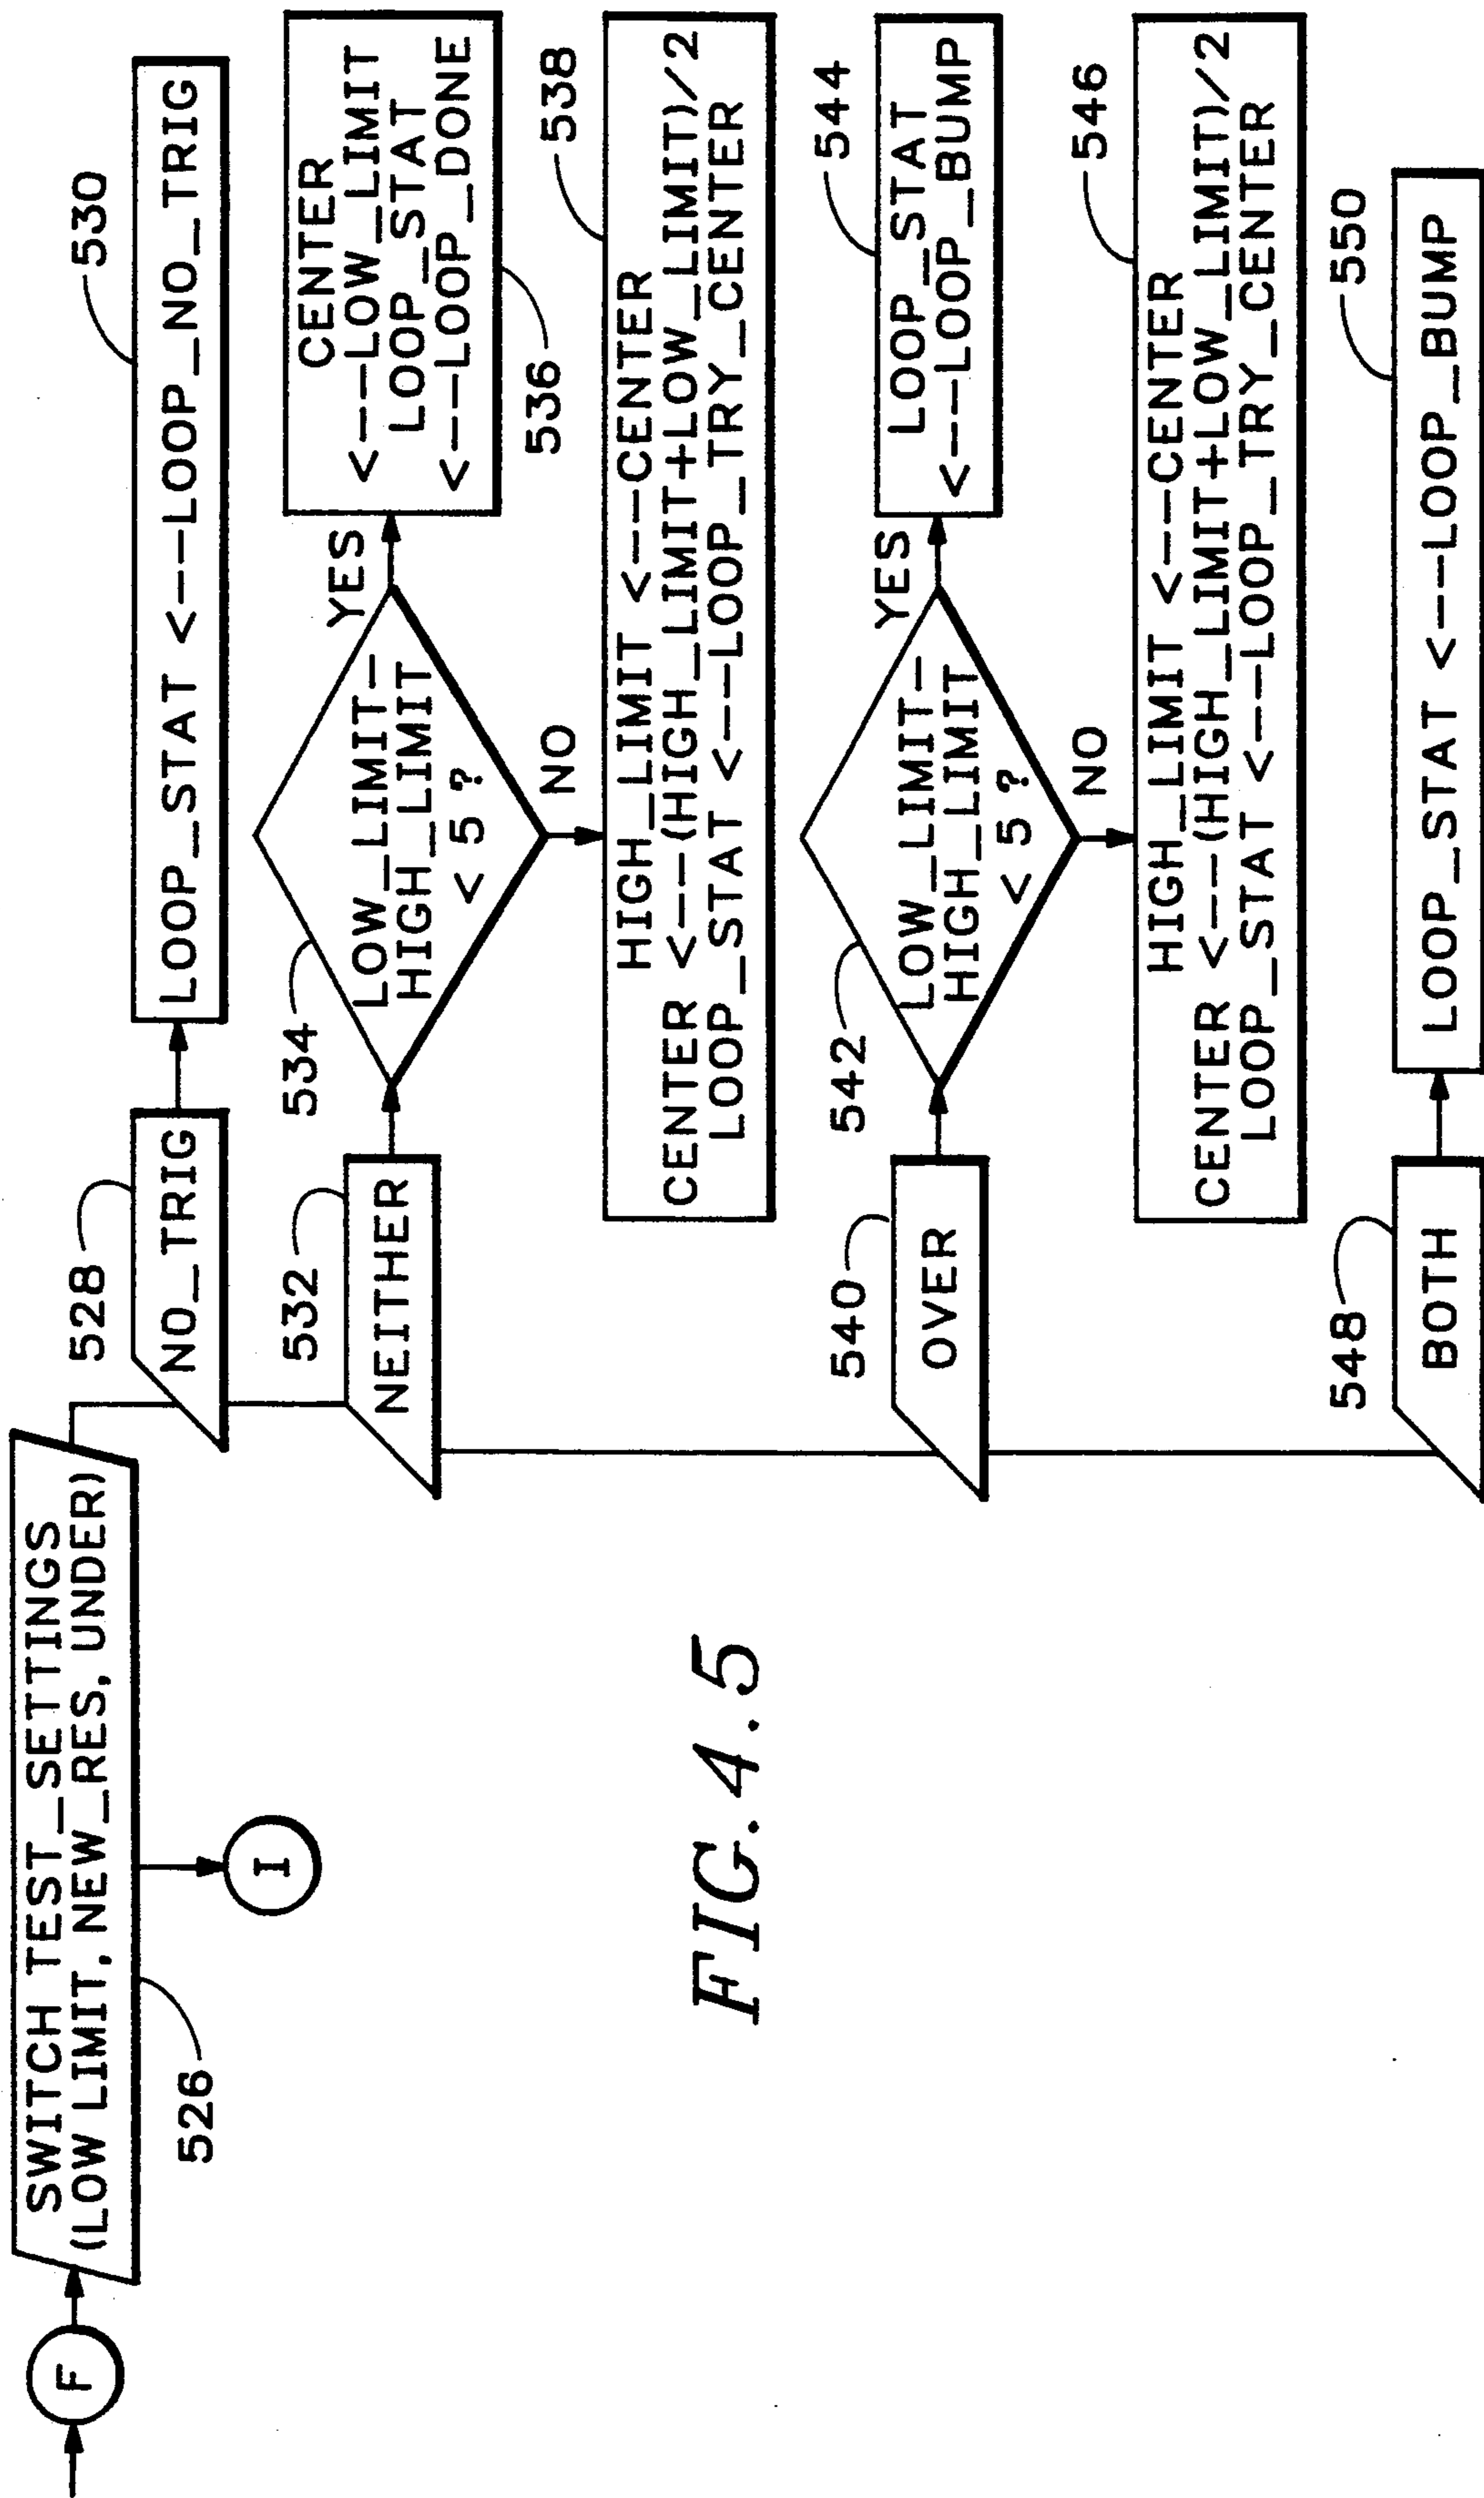 F
SWITCH TEST_SETTINGS
(LOW LIMIT, NEW_RES, UNDER)
526
I
528
NO_TRIG
530
LOOP_STAT <--LOOP_NO_TRIG
532
NEITHER
534
LOW_LIMIT-
HIGH_LIMIT
< 5?
YES
CENTER
<--LOW_LIMIT
LOOP_STAT
<--LOOP_DONE
536
NO
538
HIGH_LIMIT <--CENTER
CENTER <--(HIGH_LIMIT+LOW_LIMIT)/2
LOOP_STAT <--LOOP_TRY_CENTER
540
OVER
542
LOW_LIMIT-
HIGH_LIMIT
< 5?
YES
544
LOOP_STAT
<--LOOP_BUMP
NO
546
HIGH_LIMIT <--CENTER
CENTER <--(HIGH_LIMIT+LOW_LIMIT)/2
LOOP_STAT <--LOOP_TRY_CENTER
548
BOTH
550
LOOP_STAT <--LOOP_BUMP
FIG. 4.5